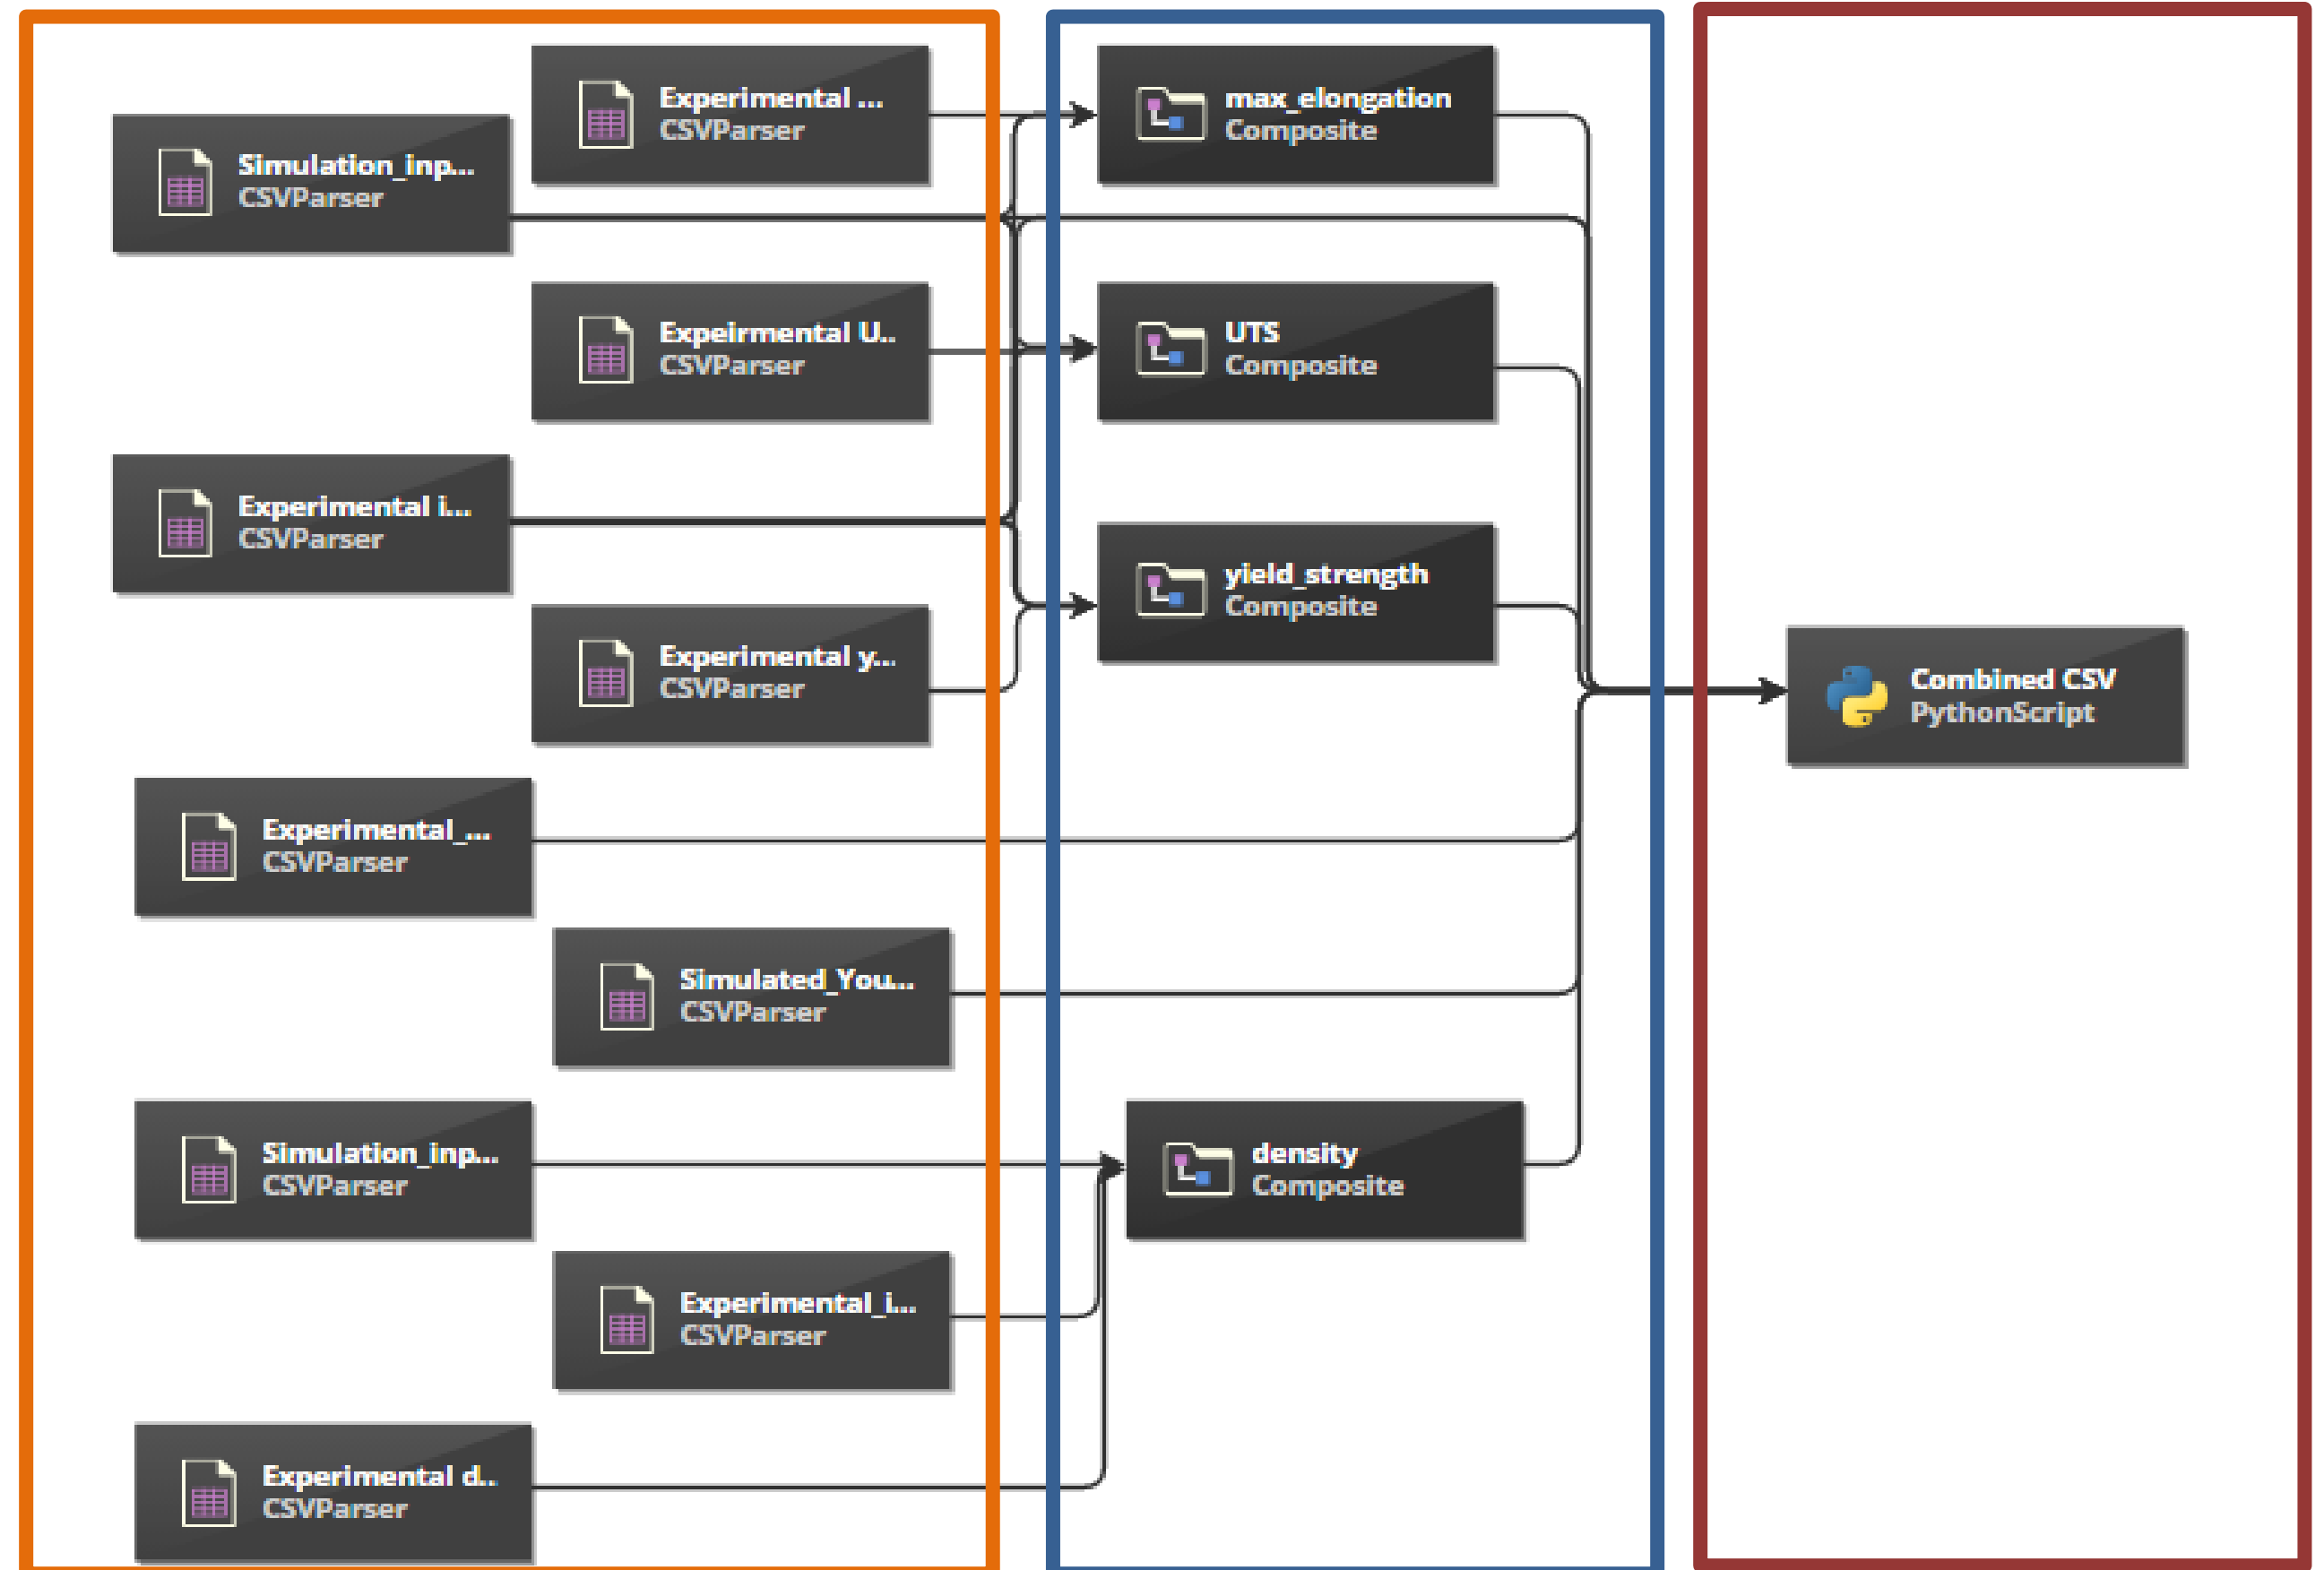 Experimental ...
CSVParser
Simulation_inp...
CSVParser
Expeirmental U..
CSVParser
Experimental i...
CSVParser
Experimental y...
CSVParser
Experimental_...
CSVParser
Simulated_You...
CSVParser
Simulation_inp...
CSVParser
Experimental_i...
CSVParser
Experimental d..
CSVParser
max_elongation
Composite
UTS
Composite
yield_strength
Composite
density
Composite
Combined CSV
PythonScript